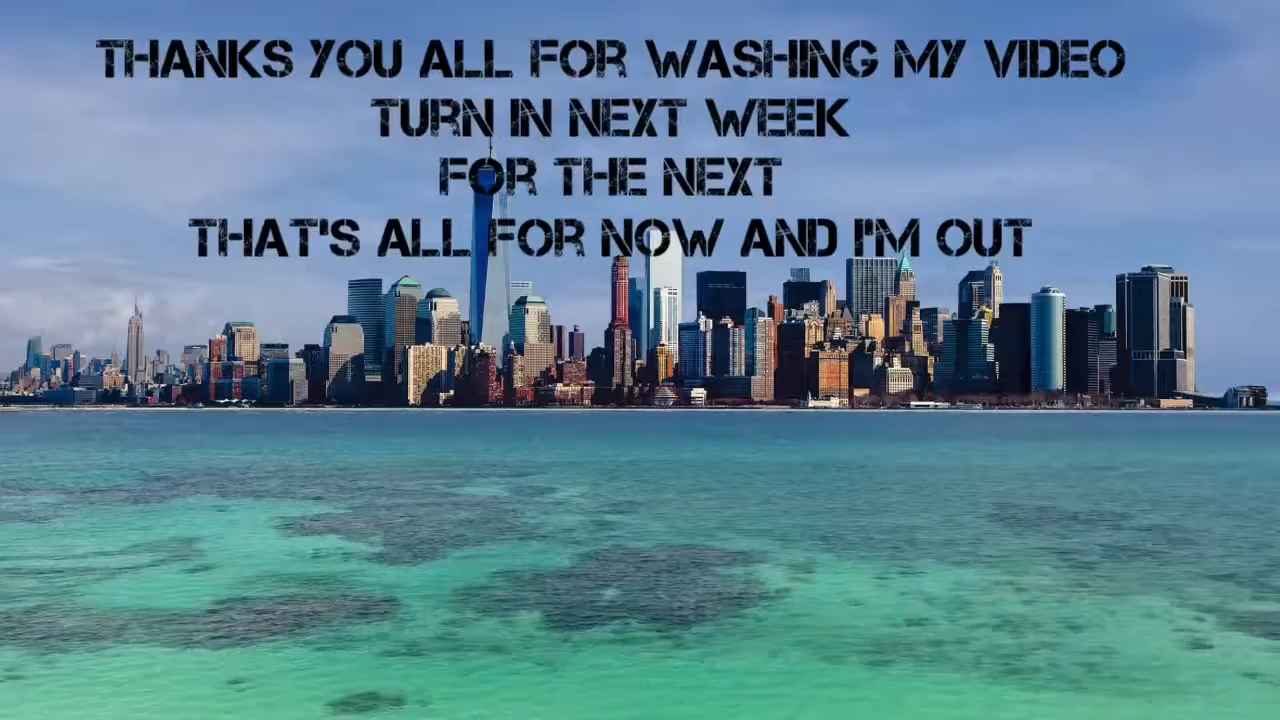 THANKS YOU ALL FOR WASHING MY VIDEO
TURN IN NEXT WEEK
FOR THE NEXT
THAT'S ALL FOR NOW AND I'M OUT